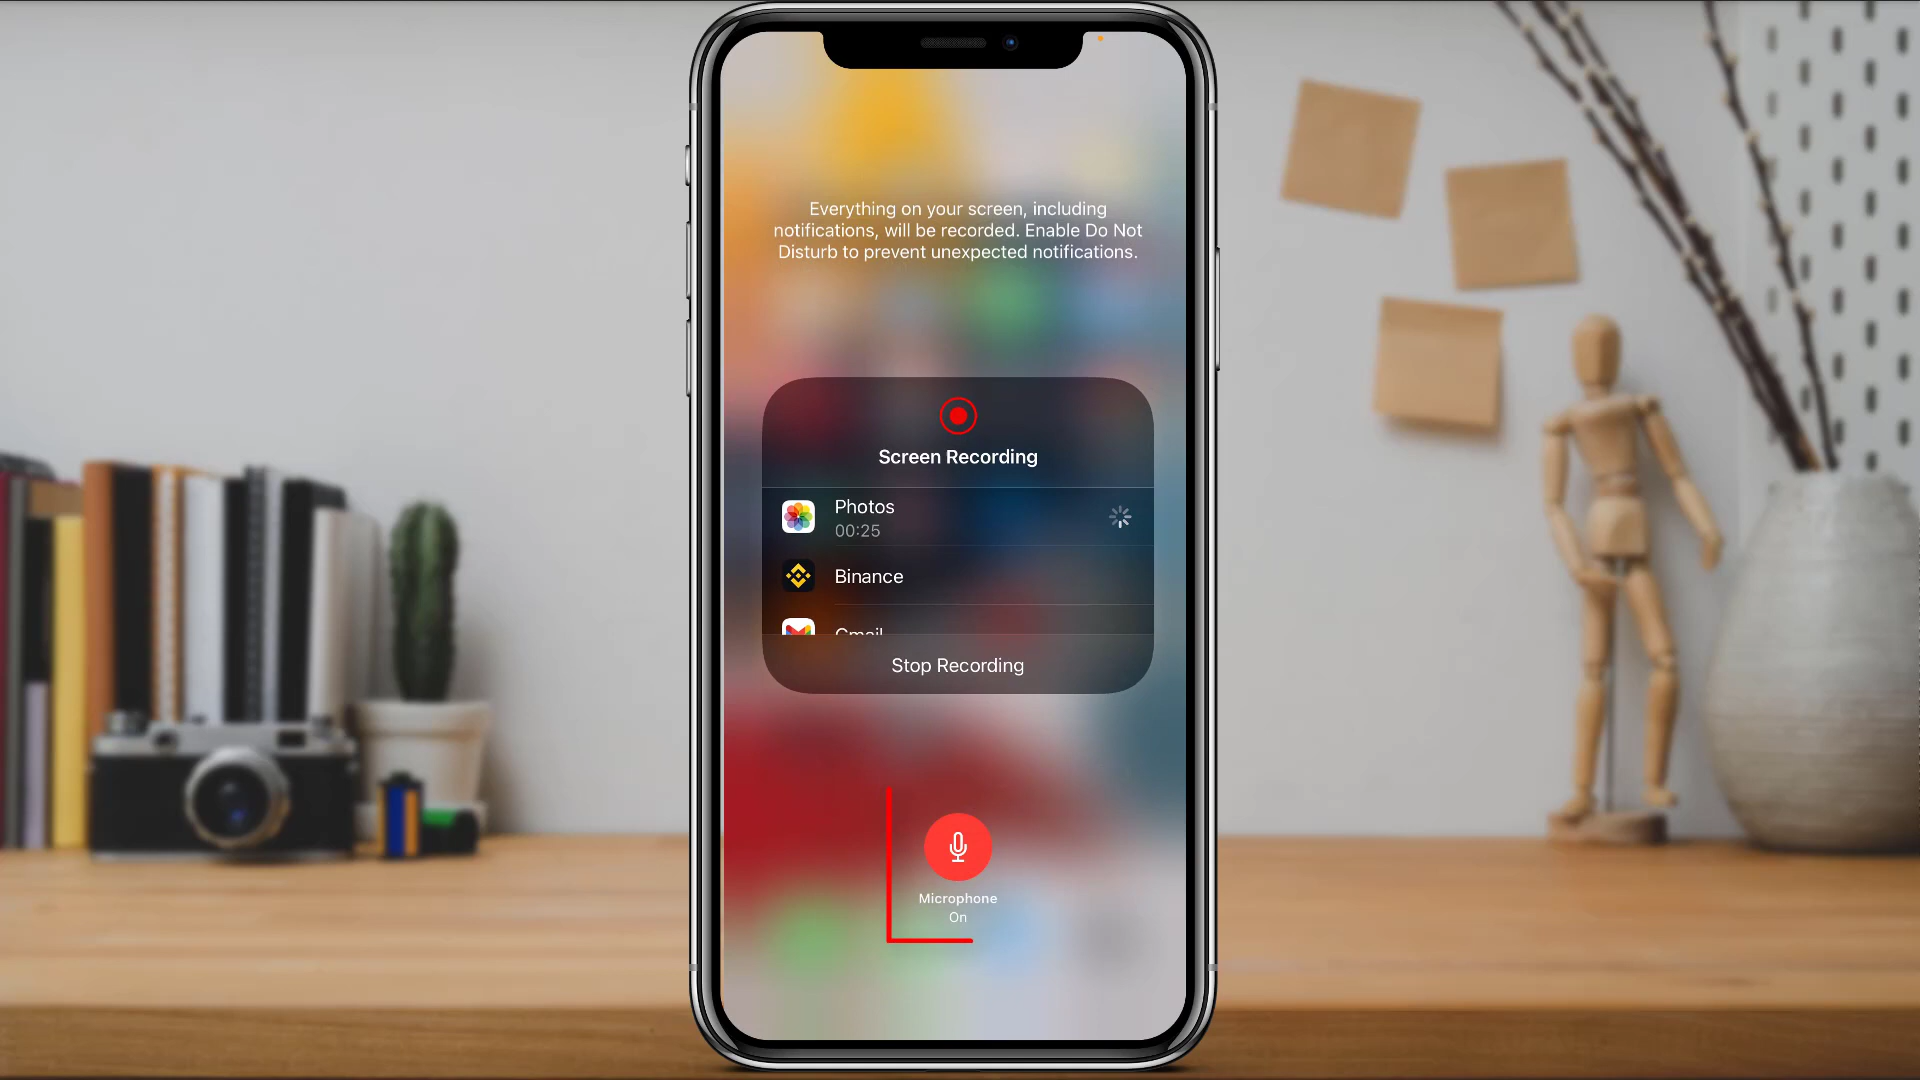 Everything on your screen, including
notifications, will be recorded. Enable Do Not
Disturb to prevent unexpected notifications.
Screen Recording
Photos
00:25
Binance
Gmail
Stop Recording
Microphone
On